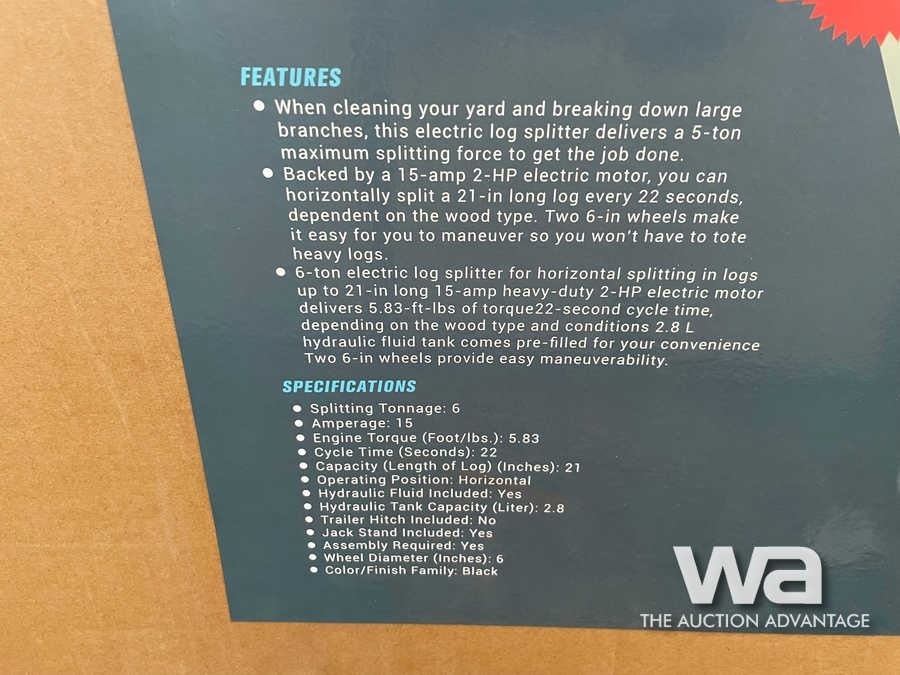 FEATURES
• When cleaning your yard and breaking down large
branches, this electric log splitter delivers a 5-ton
maximum splitting force to get the job done.
• Backed by a 15-amp 2-HP electric motor, you can
horizontally split a 21-in long log every 22 seconds,
dependent on the wood type. Two 6-in wheels make
it easy for you to maneuver so you won't have to tote
heavy logs.
• 6-ton electric log splitter for horizontal splitting in logs
up to 21-in long 15-amp heavy-duty 2-HP electric motor
delivers 5.83-ft-lbs of torque22-second cycle time,
depending on the wood type and conditions 2.8 L
hydraulic fluid tank comes pre-filled for your convenience
Two 6-in wheels provide easy maneuverability.
SPECIFICATIONS
• Splitting Tonnage: 6
• Amperage: 15
• Engine Torque (Foot/lbs.): 5.83
• Cycle Time (Seconds): 22
• Capacity (Length of Log) (Inches): 21
• Operating Position: Horizontal
• Hydraulic Fluid Included: Yes
• Hydraulic Tank Capacity (Liter): 2.8
• Trailer Hitch Included: No
• Jack Stand Included: Yes
• Assembly Required: Yes
• Wheel Diameter (Inches): 6
• Color/Finish Family: Black
wa
THE AUCTION ADVANTAGE